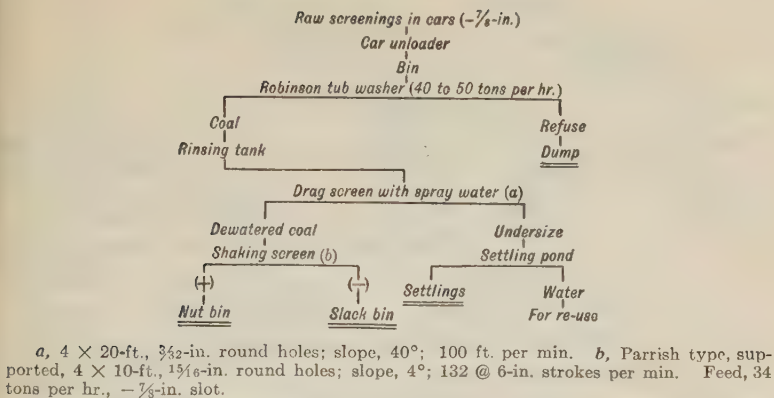 Raw screenings in cars (−⅞-in.)
Car unloader
Bin
Robinson tub washer (40 to 50 tons per hr.)
Coal Refuse
Rinsing tank Dump
Drag screen with spray water (a)
Dewatered coal Undersize
Shaking screen (b) Settling pond
(+) (−) Settlings Water
Nut bin Slack bin For re-use
a, 4 × 20-ft., 3⁄32-in. round holes; slope, 40°; 100 ft. per min. b, Parrish type, sup-
ported, 4 × 10-ft., 15⁄16-in. round holes; slope, 4°; 132 @ 6-in. strokes per min. Feed, 34
tons per hr., −⅞-in. slot.